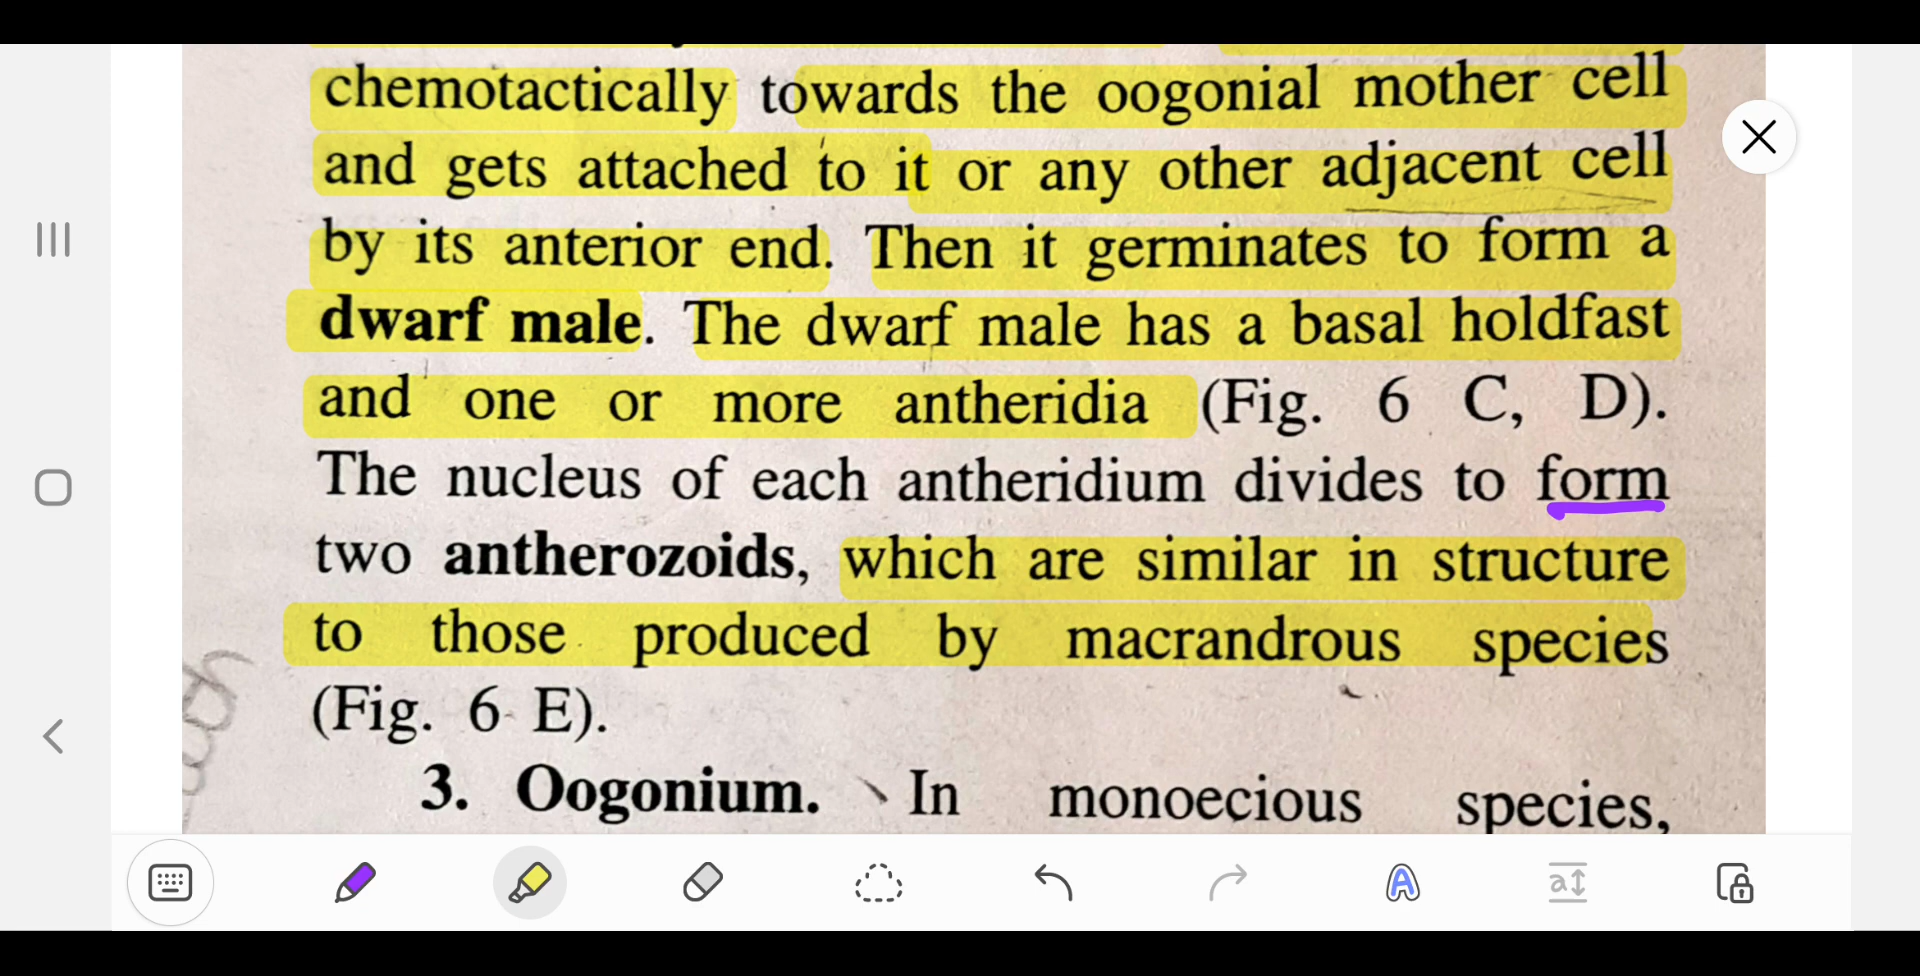 chemotactically towards the oogonial mother cell
and gets attached to it or any other adjacent cell
by its anterior end. Then it germinates to form a
dwarf male. The dwarf male has a basal holdfast
and one or more antheridia (Fig. 6 C, D).
The nucleus of each antheridium divides to form
two antherozoids, which are similar in structure
to those produced by macrandrous species
(Fig. 6 E).
3. Oogonium. In monoecious species,